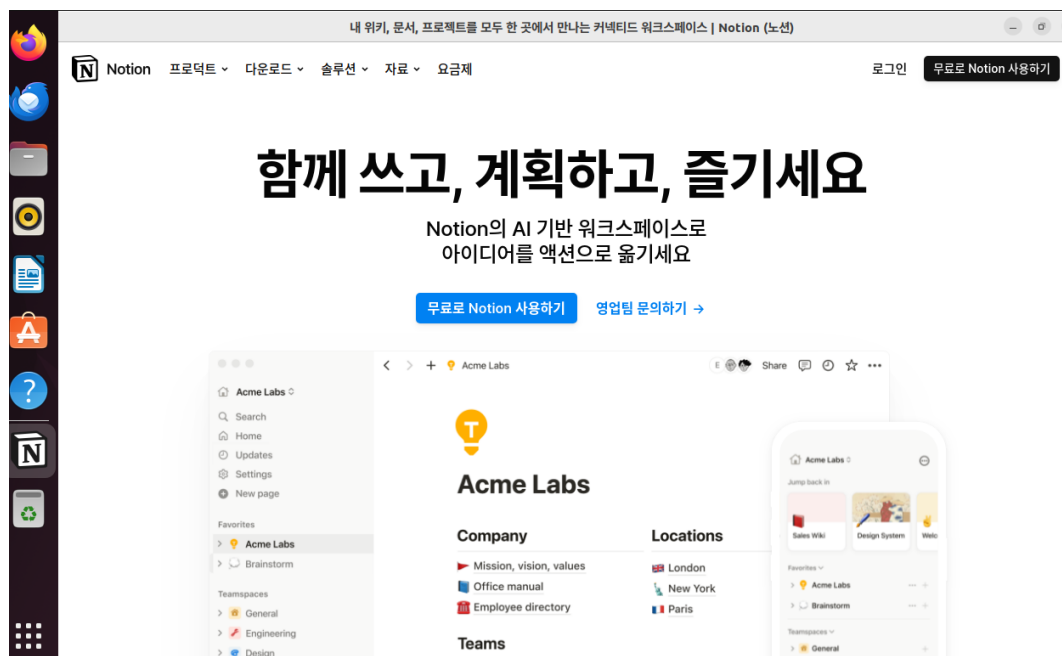 내 위키, 문서, 프로젝트를 모두 한 곳에서 만나는 커넥티드 워크스페이스 | Notion (노션)
Notion 프로덕트 다운로드 솔루션 자료 요금제 로그인 무료로 Notion 사용하기
함께 쓰고, 계획하고, 즐기세요
Notion의 AI 기반 워크스페이스로
아이디어를 액션으로 옮기세요
무료로 Notion 사용하기 영업팀 문의하기 →
Acme Labs
Search
Home
Updates
Settings
New page
Favorites
Acme Labs
Brainstorm
Teamspaces
General
Engineering
Design
Acme Labs E Share
Acme Labs
Company
Mission, vision, values
Office manual
Employee directory
Teams
Locations
London
New York
Paris
Acme Labs
Jump back in
Sales Wiki Design System Welc
Favorites
Acme Labs
Brainstorm
Teamspaces
General